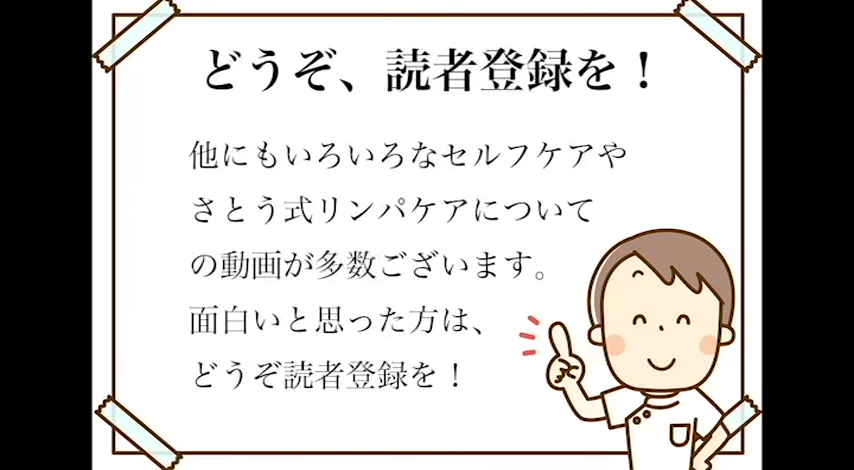 どうぞ、読者登録を！
他にもいろいろなセルフケアや
さとう式リンパケアについて
の動画が多数ございます。
面白いと思った方は、
どうぞ読者登録を！